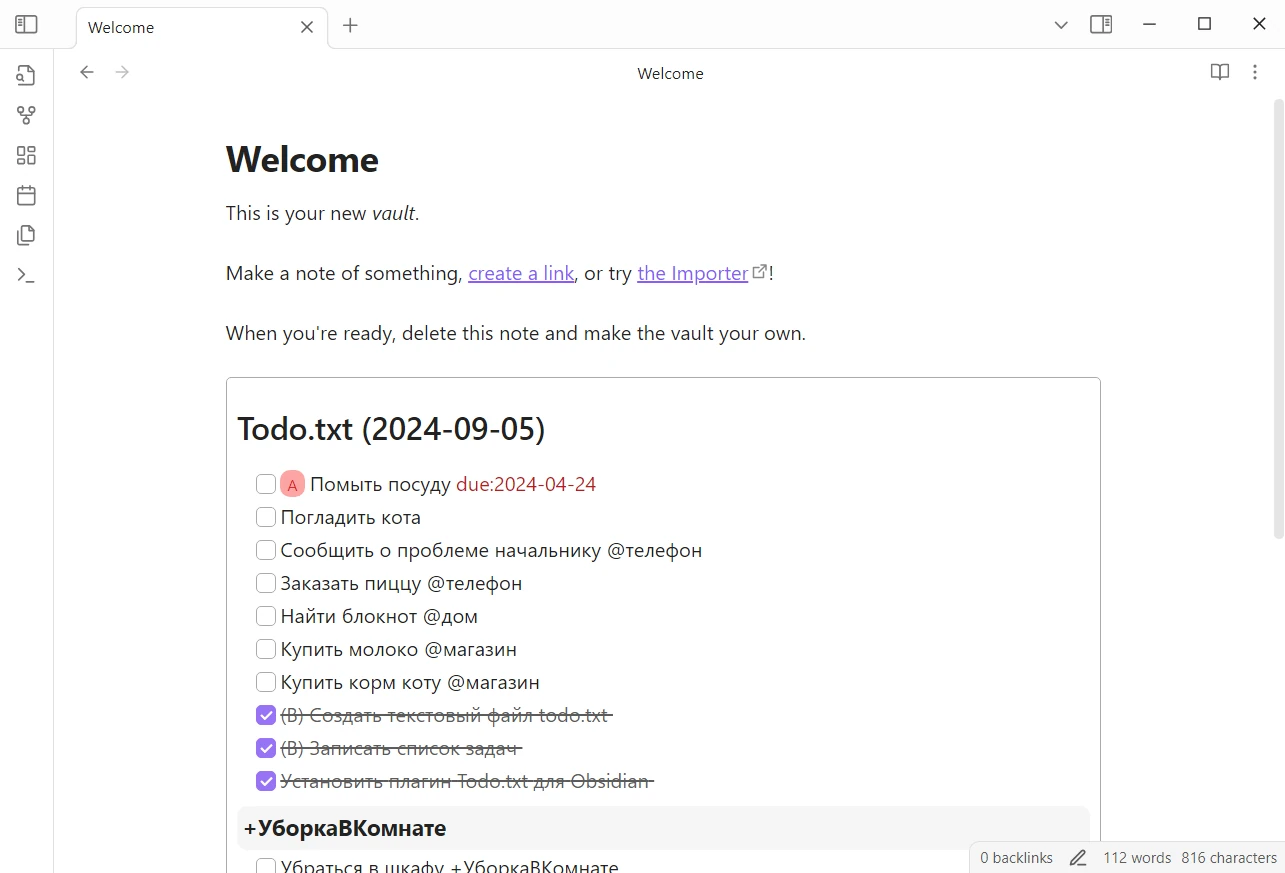 Welcome
Welcome
Welcome
This is your new vault.
Make a note of something, create a link, or try the Importer!
When you're ready, delete this note and make the vault your own.
Todo.txt (2024-09-05)
A Помыть посуду due:2024-04-24
Погладить кота
Сообщить о проблеме начальнику @телефон
Заказать пиццу @телефон
Найти блокнот @дом
Купить молоко @магазин
Купить корм коту @магазин
(B) Создать текстовый файл todo.txt
(B) Записать список задач
Установить плагин Todo.txt для Obsidian
+УборкаВКомнате
Убраться в шкафу +УборкаВКомнате
0 backlinks 112 words 816 characters